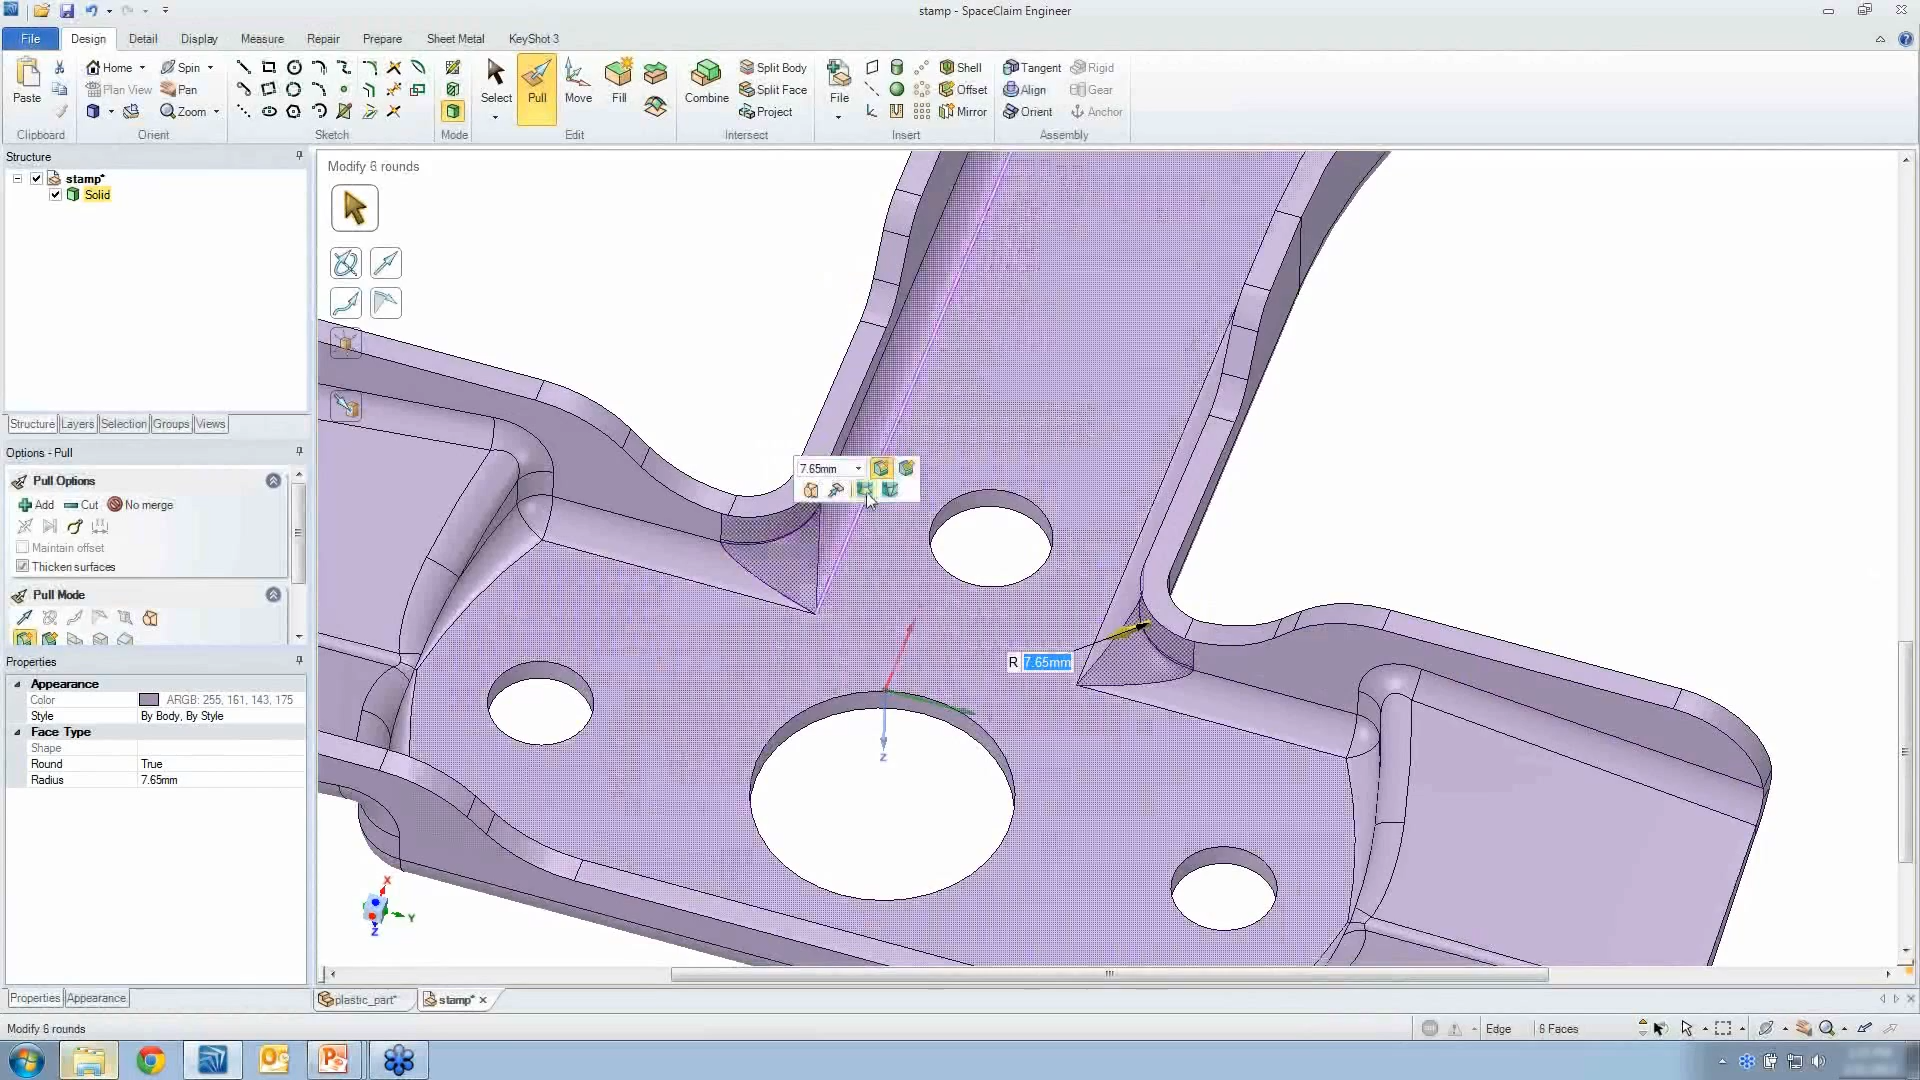 stamp - SpaceClaim Engineer
File Design Detail Display Measure Repair Prepare Sheet Metal KeyShot 3
Paste
Clipboard
Home Spin
Plan View Pan
Zoom
Orient
Sketch
Mode
Select Pull Move Fill
Edit
Combine
Split Body
Split Face
Project
Intersect
File
Shell
Offset
Mirror
Insert
Tangent Rigid
Align Gear
Orient Anchor
Assembly
Structure
stamp*
Solid
Structure Layers Selection Groups Views
Options - Pull
Pull Options
Add Cut No merge
Maintain offset
Thicken surfaces
Pull Mode
Properties
Appearance
Color ARGB: 255, 161, 143, 175
Style By Body, By Style
Face Type
Shape
Round True
Radius 7.65mm
Properties Appearance
Modify 6 rounds
7.65mm
R 7.65mm
Z
X
Y
Z
plastic_part* stamp*
Modify 6 rounds
Edge 6 Faces